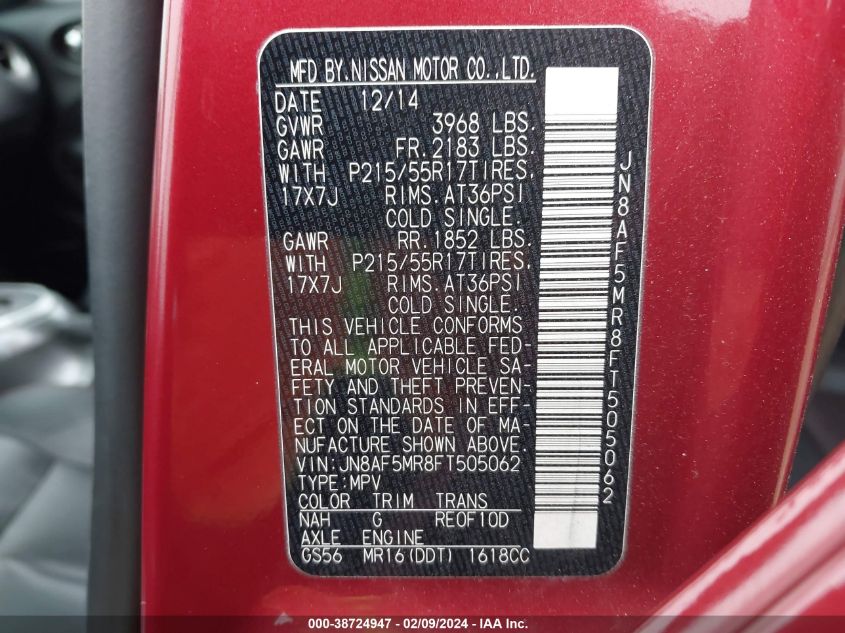 MFD BY.NISSAN MOTOR CO.,LTD.
DATE 12/14
GVWR 3968 LBS.
GAWR FR.2183 LBS.
WITH P215/55R17TIRES.
17X7J RIMS.AT36PSI
COLD SINGLE.
GAWR RR.1852 LBS.
WITH P215/55R17TIRES.
17X7J RIMS.AT36PSI
COLD SINGLE.
THIS VEHICLE CONFORMS
TO ALL APPLICABLE FED-
ERAL MOTOR VEHICLE SA-
FETY AND THEFT PREVEN-
TION STANDARDS IN EFF-
ECT ON THE DATE OF MA-
NUFACTURE SHOWN ABOVE.
VIN:JN8AF5MR8FT505062
TYPE:MPV
COLOR TRIM TRANS
NAH G RE0F10D
AXLE ENGINE
GS56 MR16(DDT) 1618CC
JN8AF5MR8FT505062
000-38724947 - 02/09/2024 - IAA Inc.